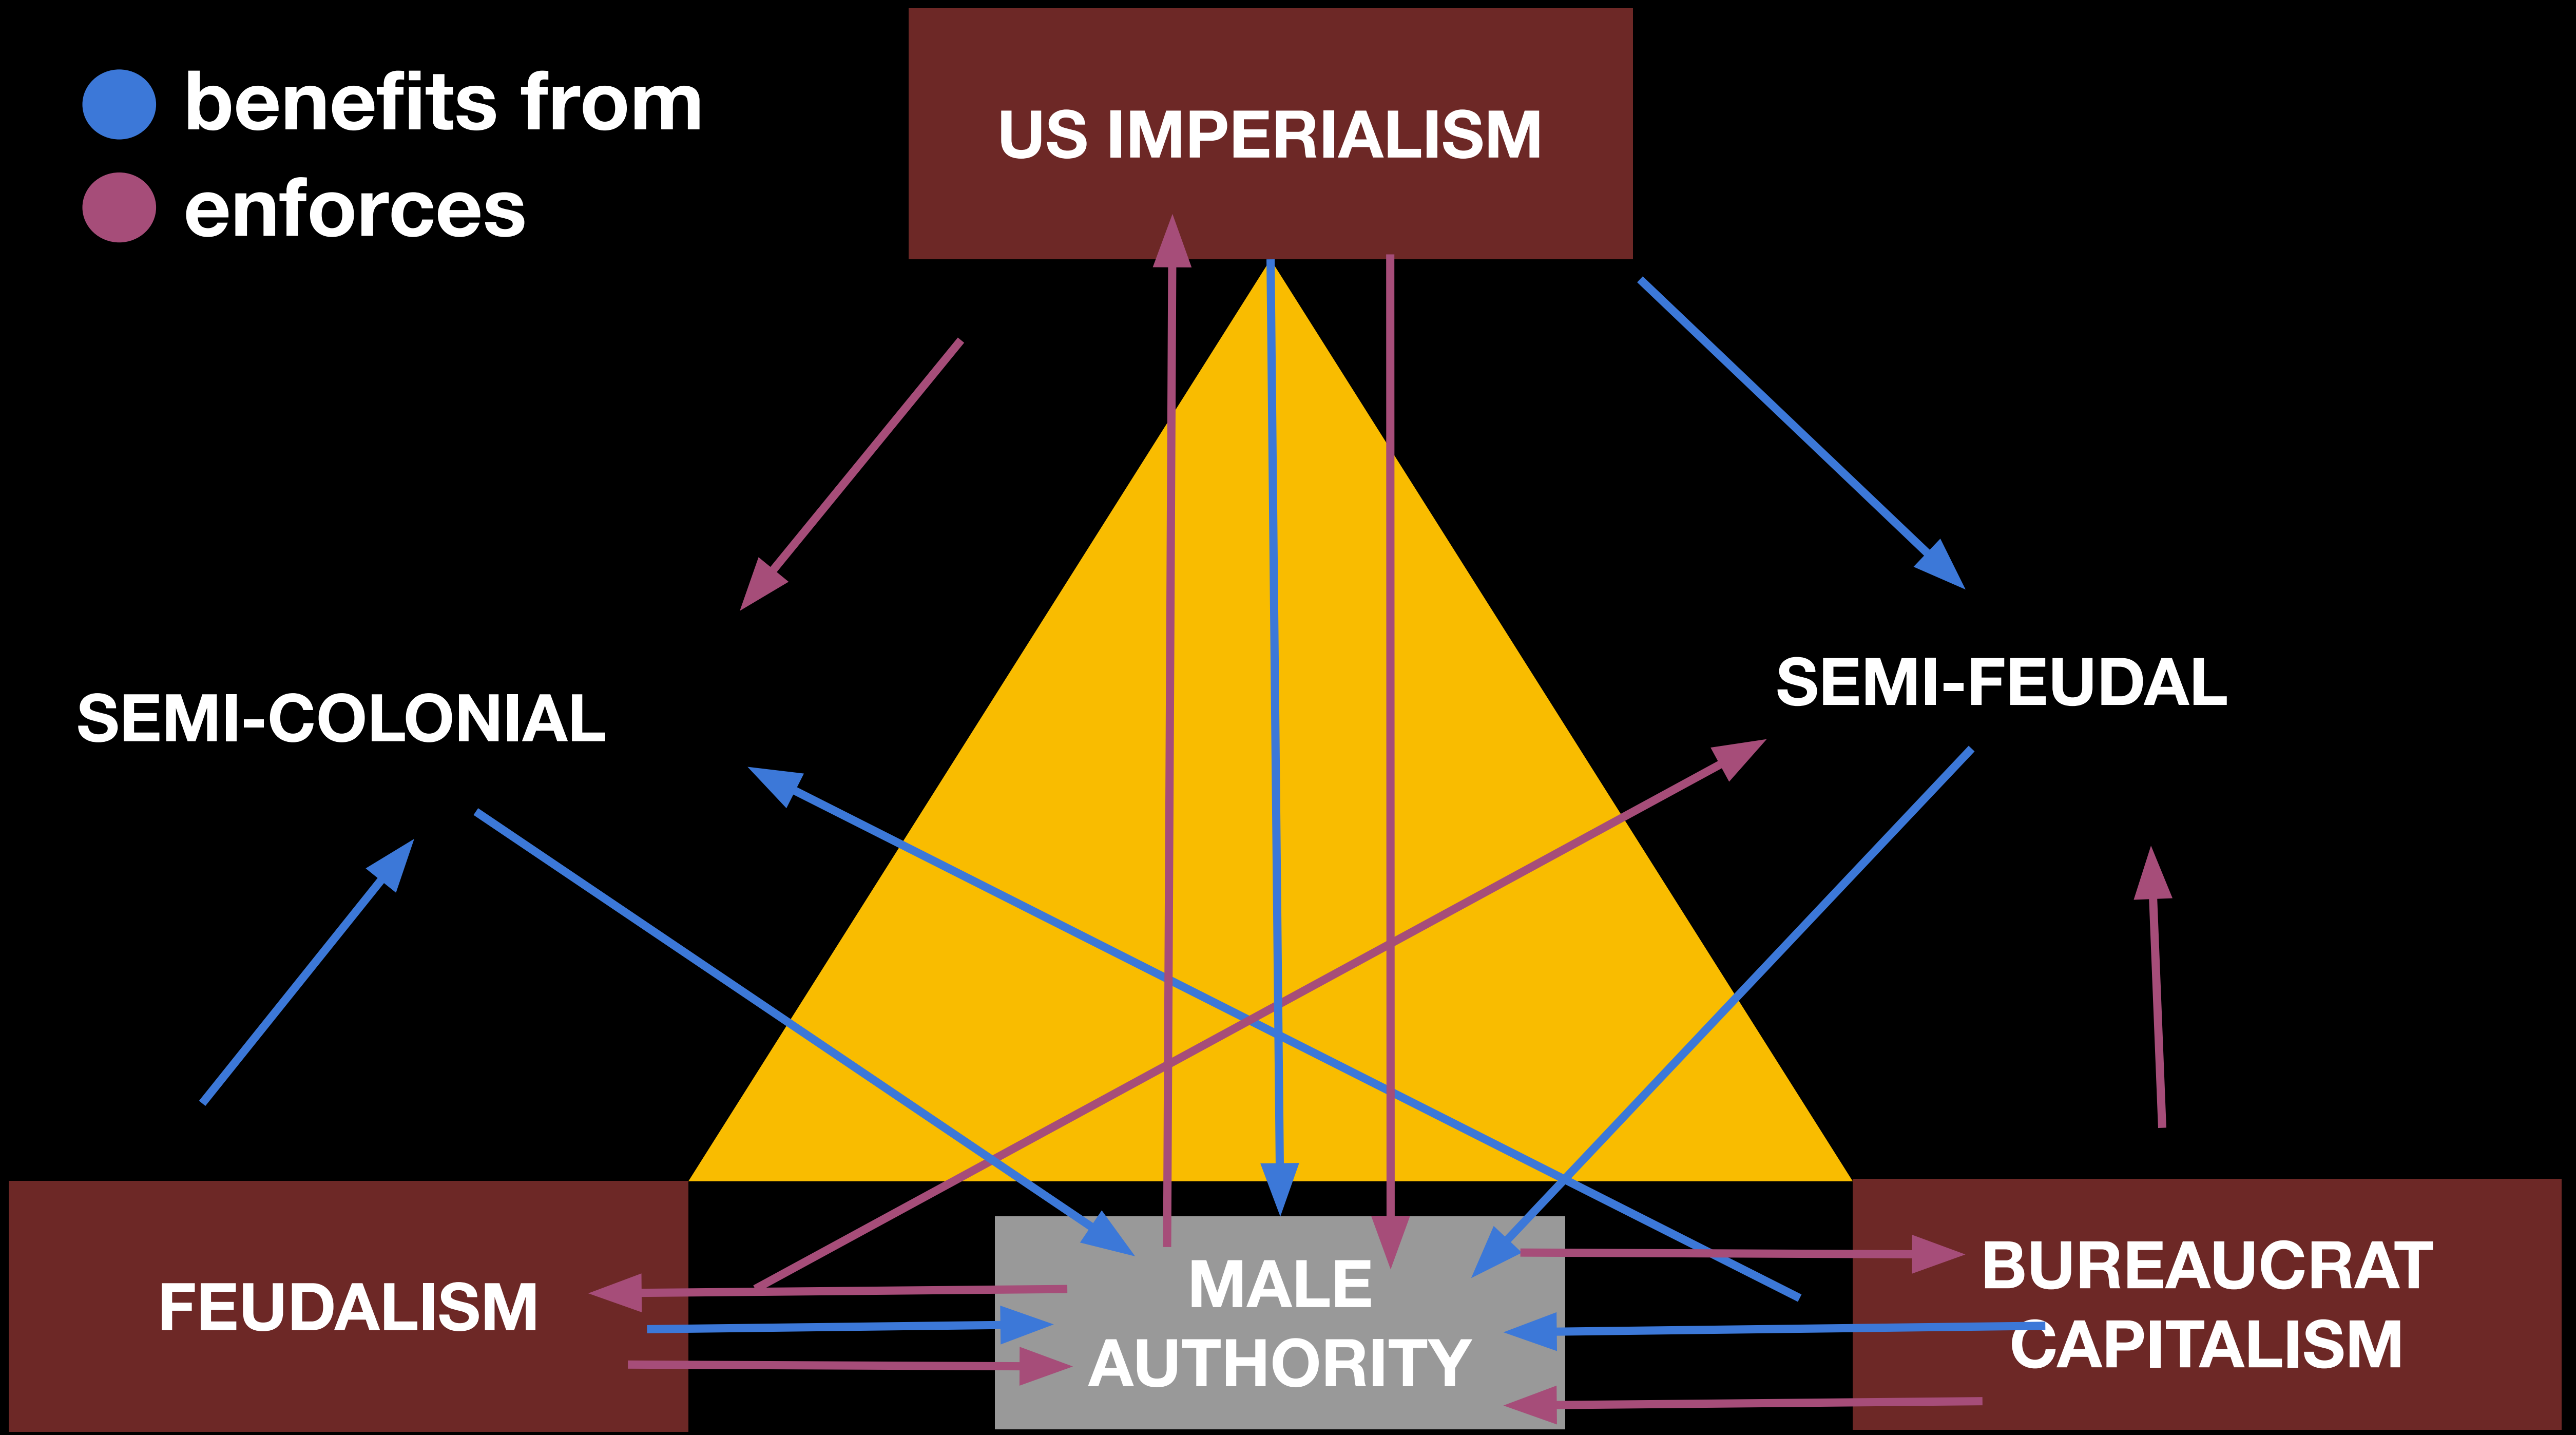 benefits from
enforces
US IMPERIALISM
SEMI-COLONIAL
SEMI-FEUDAL
FEUDALISM
MALE
AUTHORITY
BUREAUCRAT
CAPITALISM